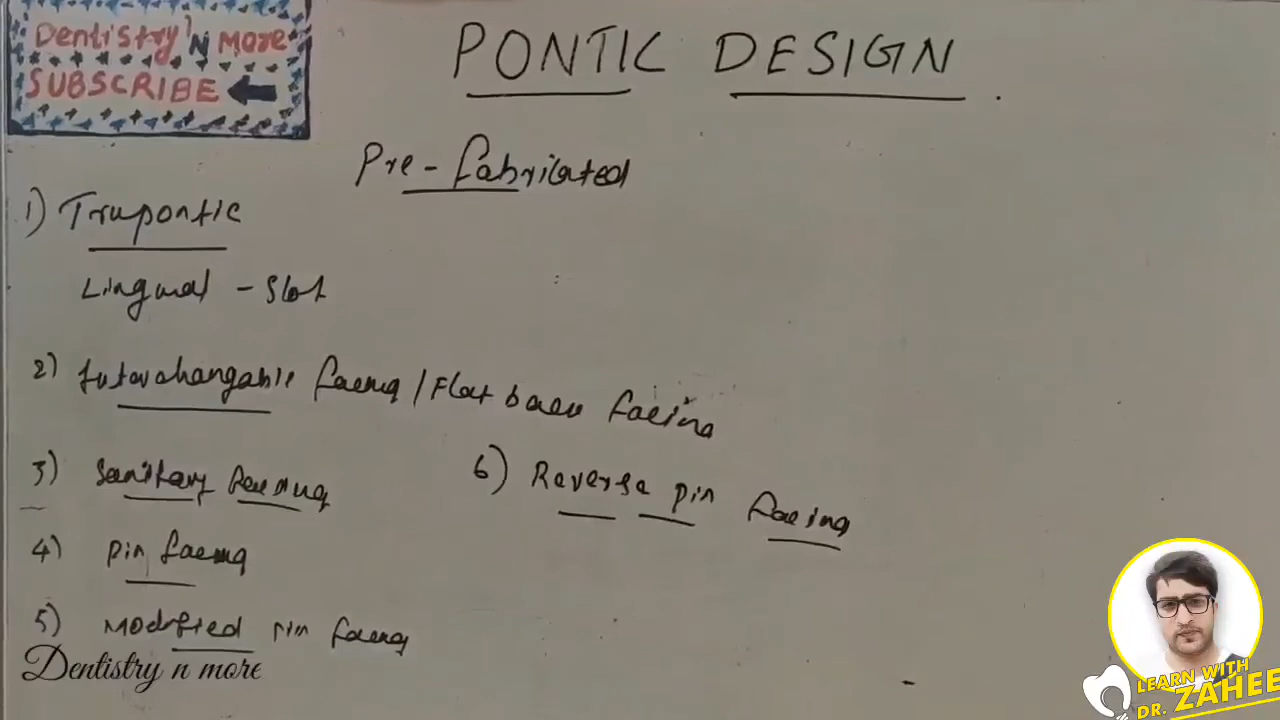 Dentistry'N more
SUBSCRIBE
PONTIC DESIGN
Pre-fabricated
1) Trupontic
Lingual - Slot
2) Interchangable facing / Flat back facing
3) Sanitary facing
4) Pin facing
5) Modified pin facing
6) Reverse pin facing
Dentistry n more
LEARN WITH
DR. ZAHEE